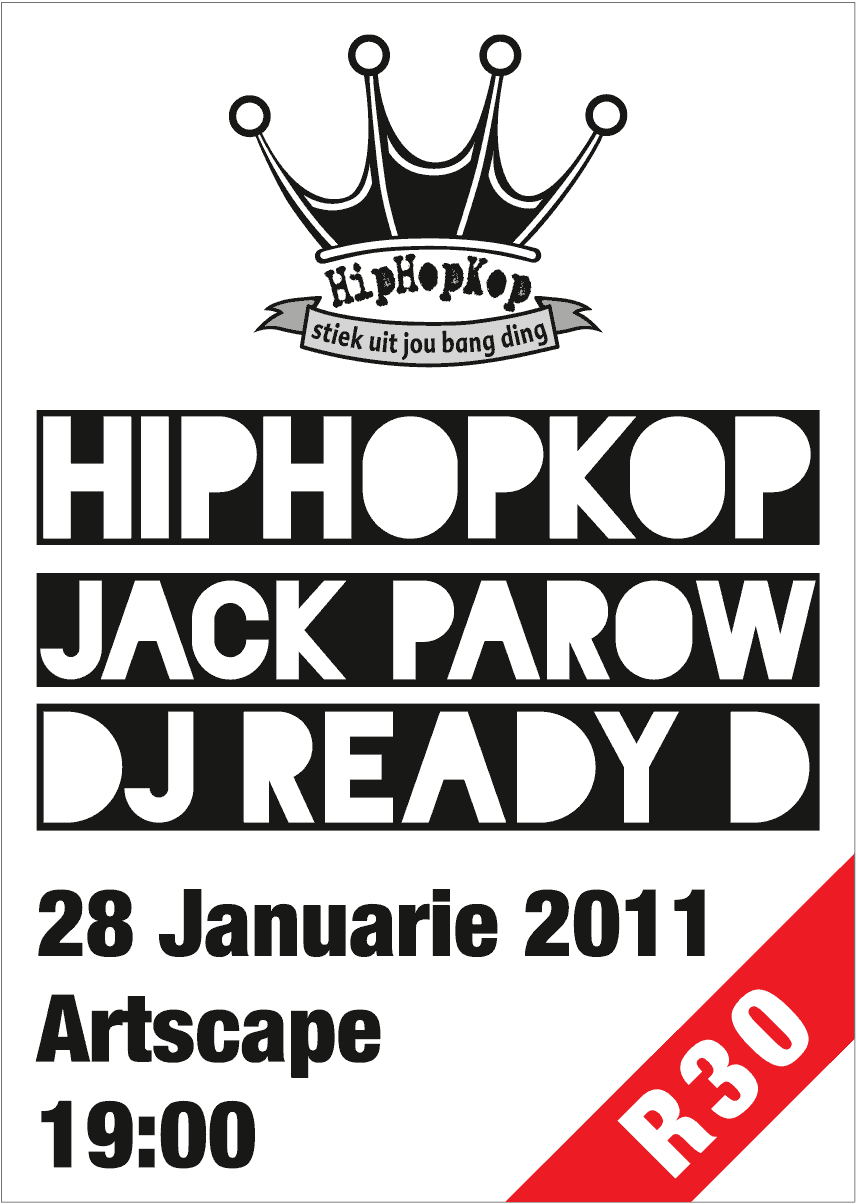 HipHopKop
stiek uit jou bang ding
HIPHOPKOP
JACK PAROW
DJ READY D
28 Januarie 2011
Artscape
19:00
R30